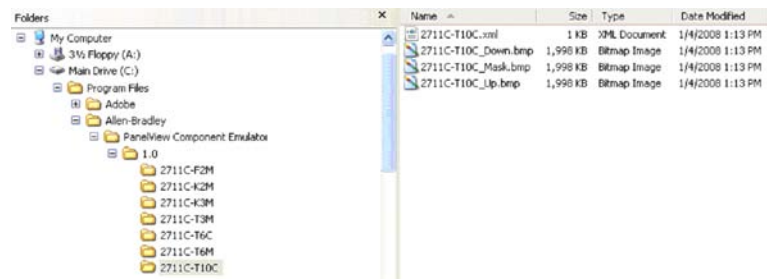 Folders
My Computer
3½ Floppy (A:)
Main Drive (C:)
Program Files
Adobe
Allen-Bradley
PanelView Component Emulator
1.0
2711C-F2M
2711C-K2M
2711C-K3M
2711C-T3M
2711C-T6C
2711C-T6M
2711C-T10C
Name Size Type Date Modified
2711C-T10C.xml 1 KB XML Document 1/4/2008 1:13 PM
2711C-T10C_Down.bmp 1,998 KB Bitmap Image 1/4/2008 1:13 PM
2711C-T10C_Mask.bmp 1,998 KB Bitmap Image 1/4/2008 1:13 PM
2711C-T10C_Up.bmp 1,998 KB Bitmap Image 1/4/2008 1:13 PM